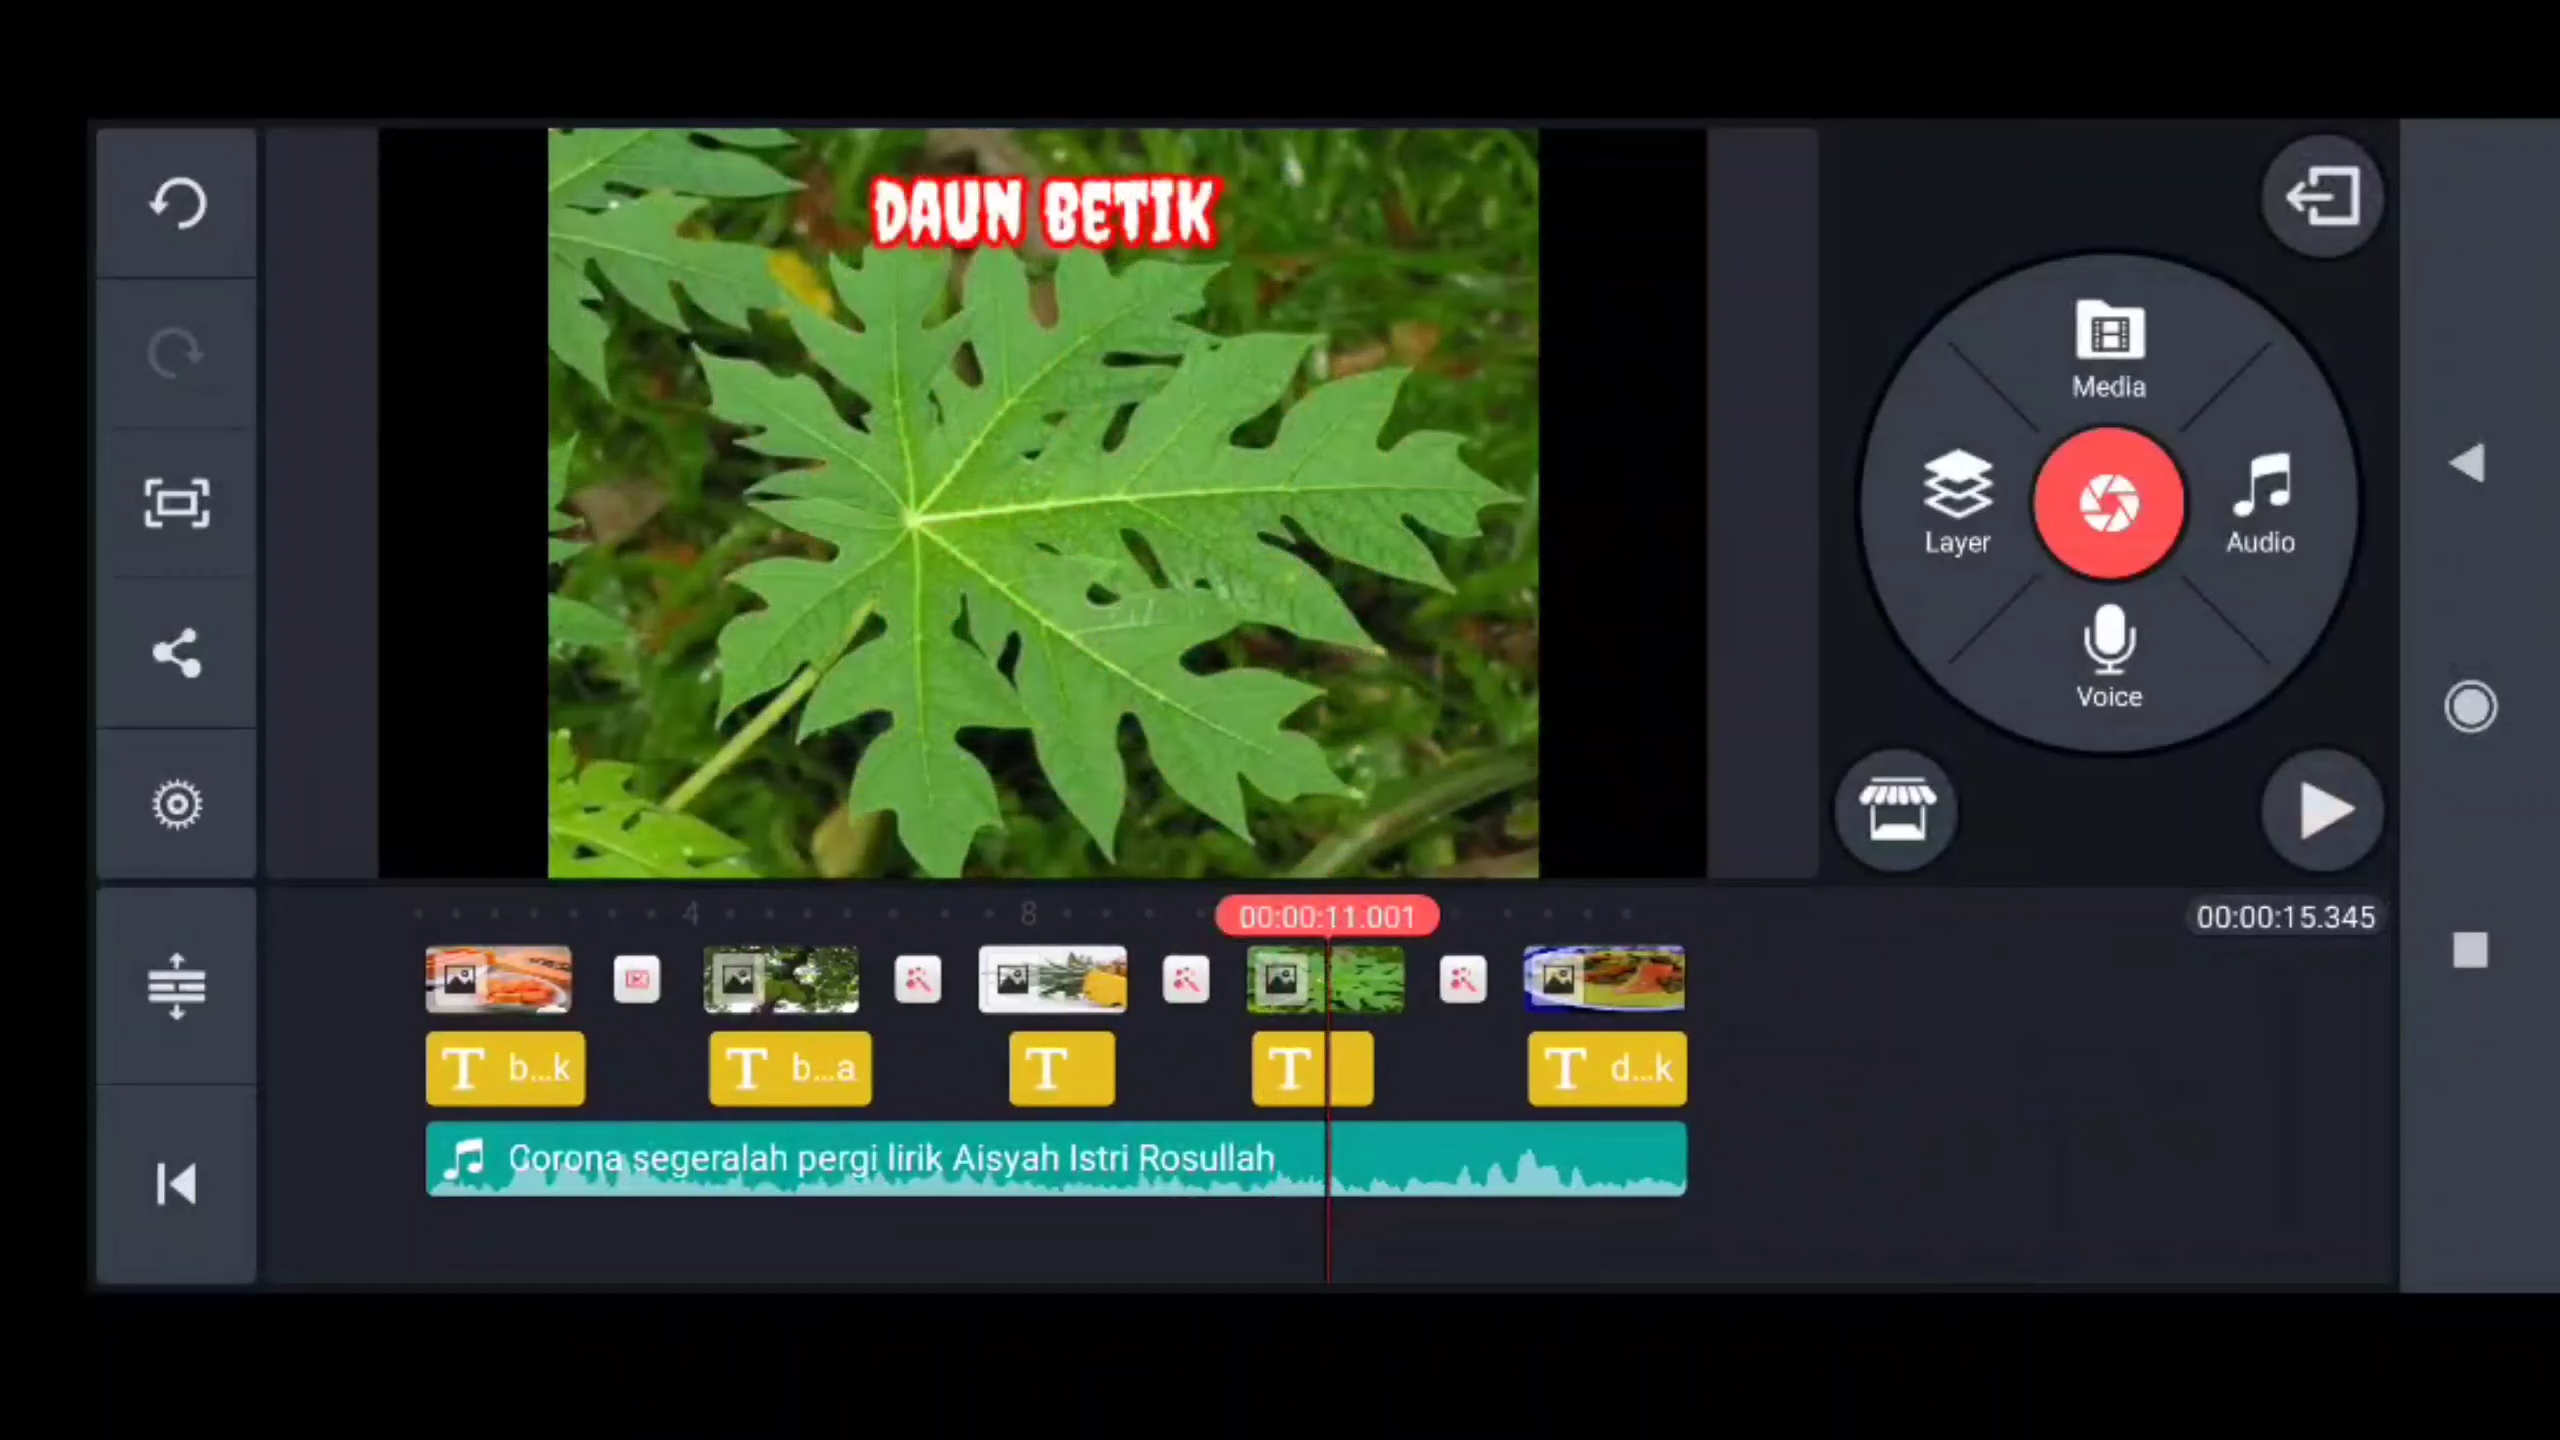 DAUN BETIK
Media
Layer
Audio
Voice
4
8
00:00:11.001
00:00:15.345
T b...k
T b...a
T
T
T d...k
Corona segeralah pergi lirik Aisyah Istri Rosullah